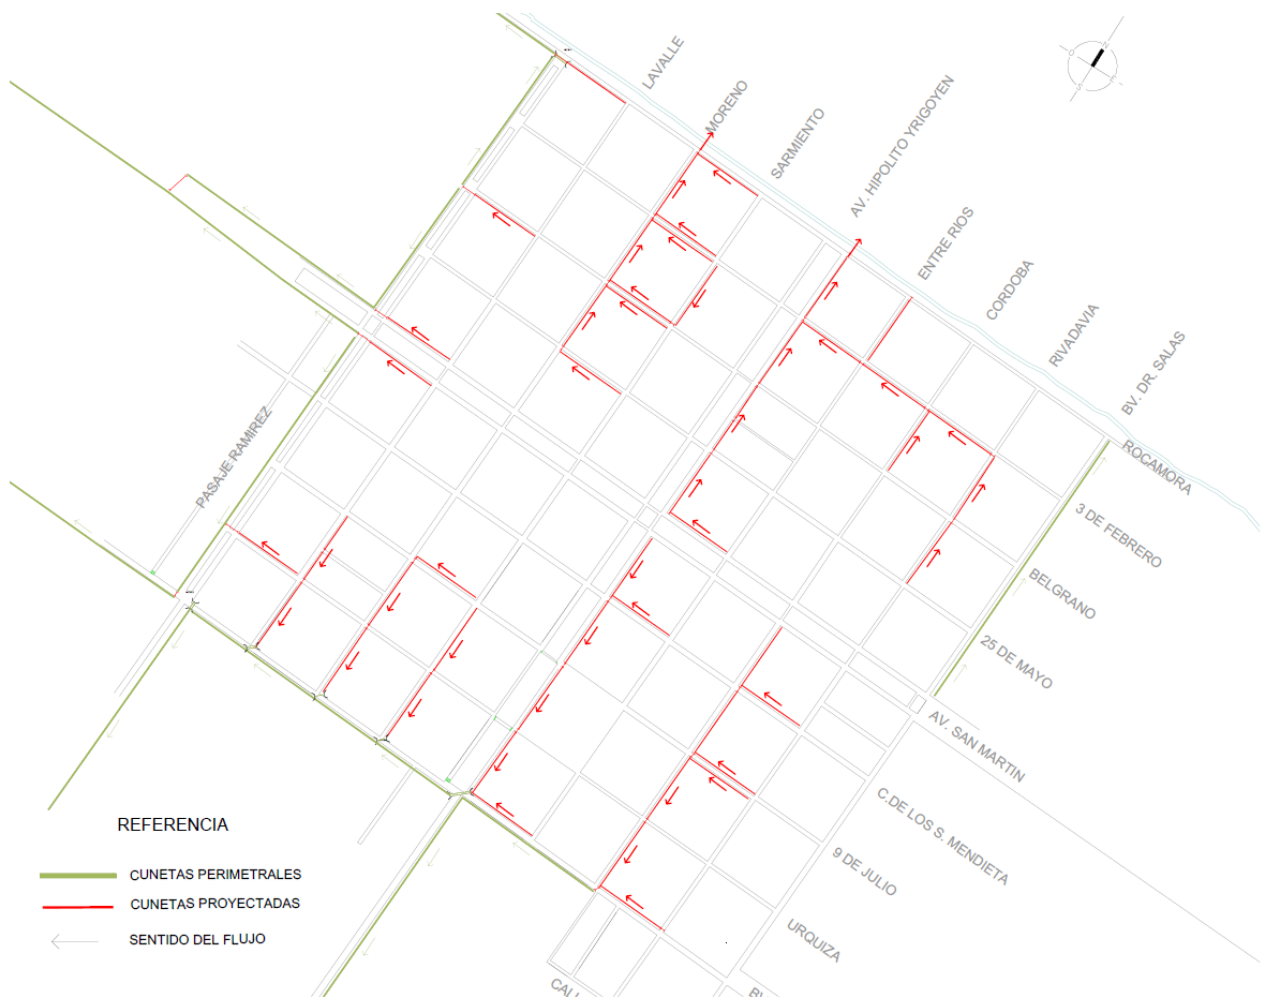 LAVALLE
MORENO
SARMIENTO
AV. HIPOLITO YRIGOYEN
ENTRE RIOS
CORDOBA
RIVADAVIA
BV. DR. SALAS
ROCAMORA
3 DE FEBRERO
BELGRANO
25 DE MAYO
AV. SAN MARTIN
C.DE LOS S. MENDIETA
9 DE JULIO
URQUIZA
PASAJE RAMIREZ
REFERENCIA
CUNETAS PERIMETRALES
CUNETAS PROYECTADAS
SENTIDO DEL FLUJO